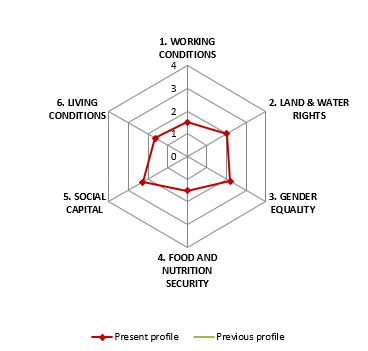 1. WORKING
CONDITIONS
4
3
2
1
0
2. LAND & WATER
RIGHTS
3. GENDER
EQUALITY
4. FOOD AND
NUTRITION
SECURITY
5. SOCIAL
CAPITAL
6. LIVING
CONDITIONS
Present profile
Previous profile